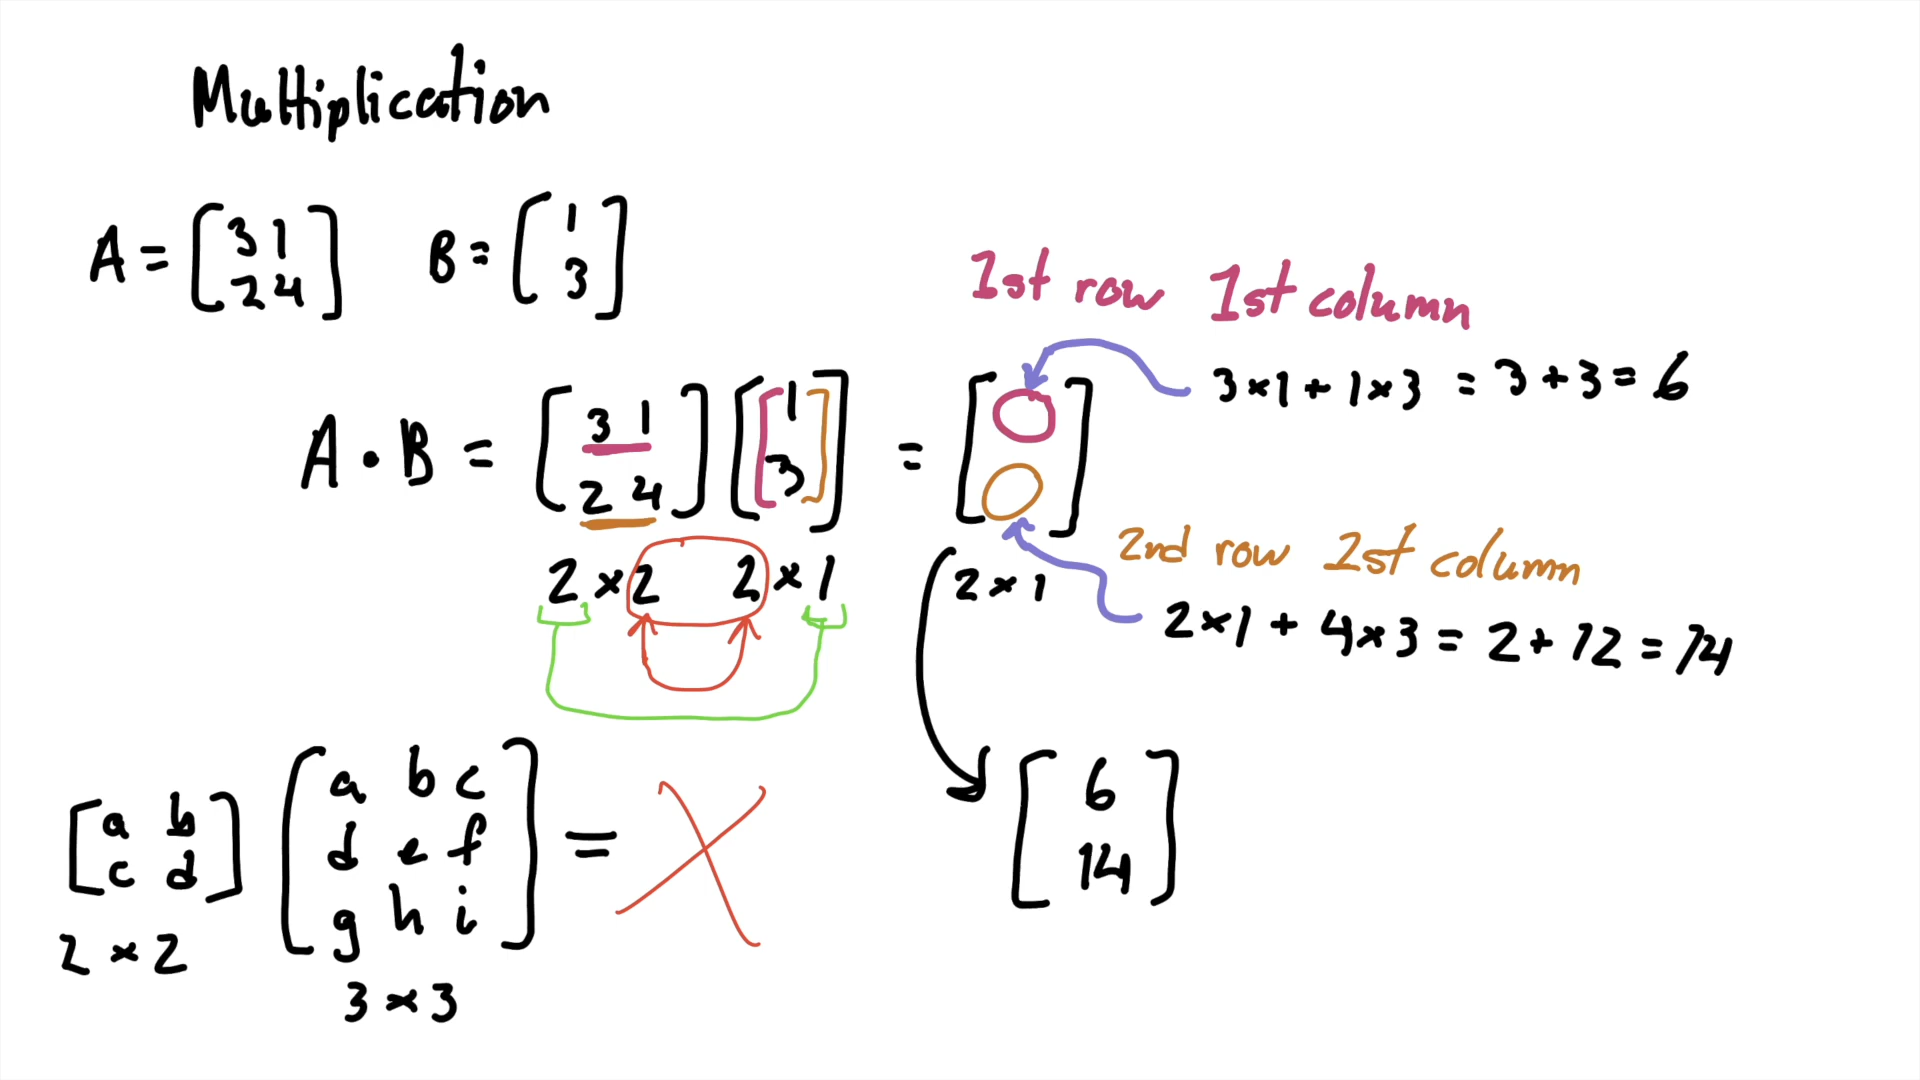 Multiplication
A = [3 1
2 4] B = [1
3]
1st row 1st column
3×1 + 1×3 = 3+3 = 6
A · B = [3 1
2 4] [1
3] = [ ]
2×2 2×1 2×1
2nd row 1st column
2×1 + 4×3 = 2+12 = 14
[a b
c d] [a b c
d e f
g h i] =
2×2
3×3
[6
14]